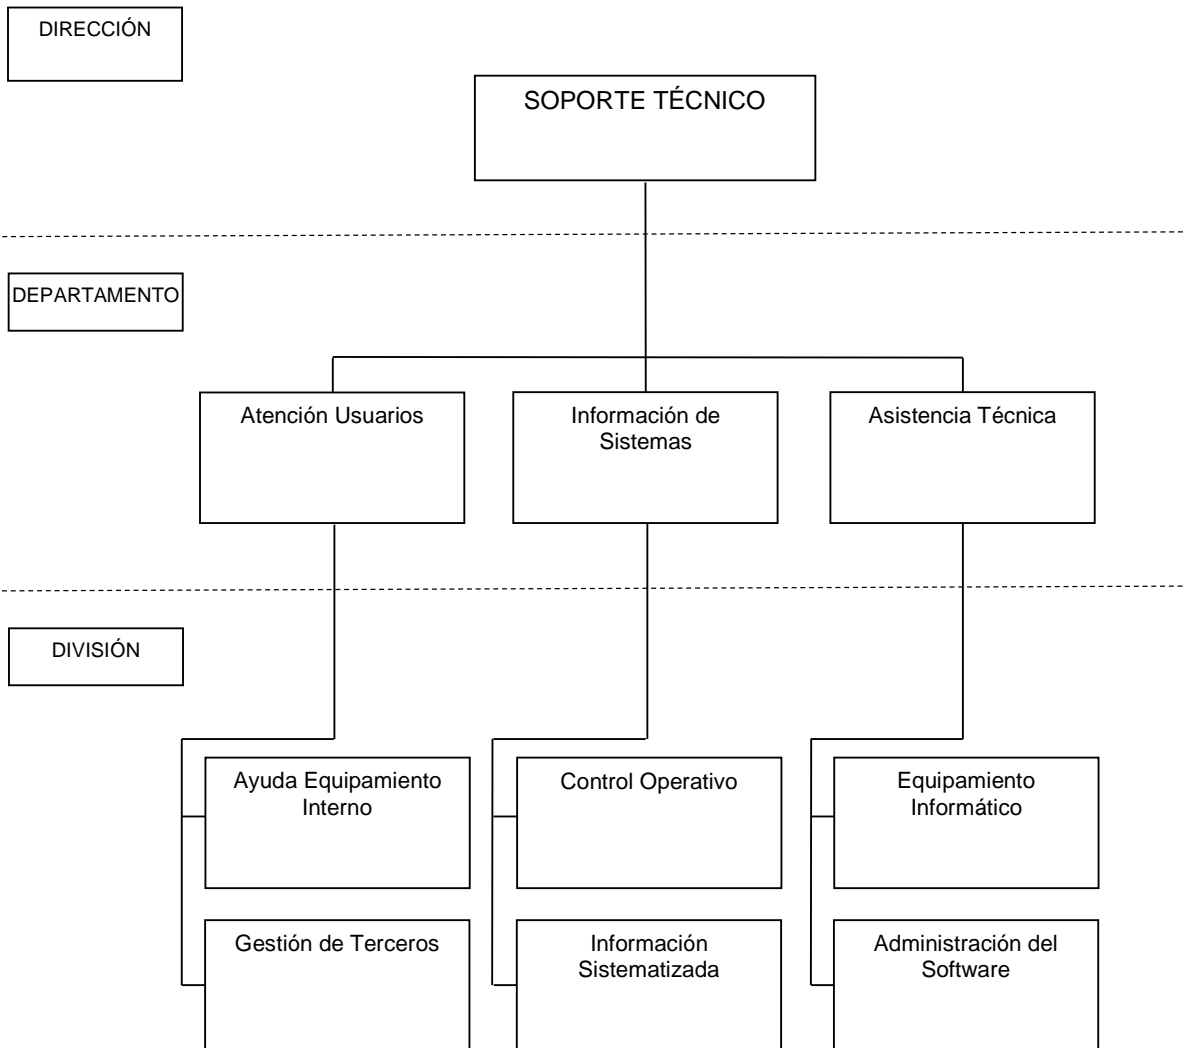 DIRECCIÓN
SOPORTE TÉCNICO
DEPARTAMENTO
Atención Usuarios
Información de
Sistemas
Asistencia Técnica
DIVISIÓN
Ayuda Equipamiento
Interno
Control Operativo
Equipamiento
Informático
Gestión de Terceros
Información
Sistematizada
Administración del
Software